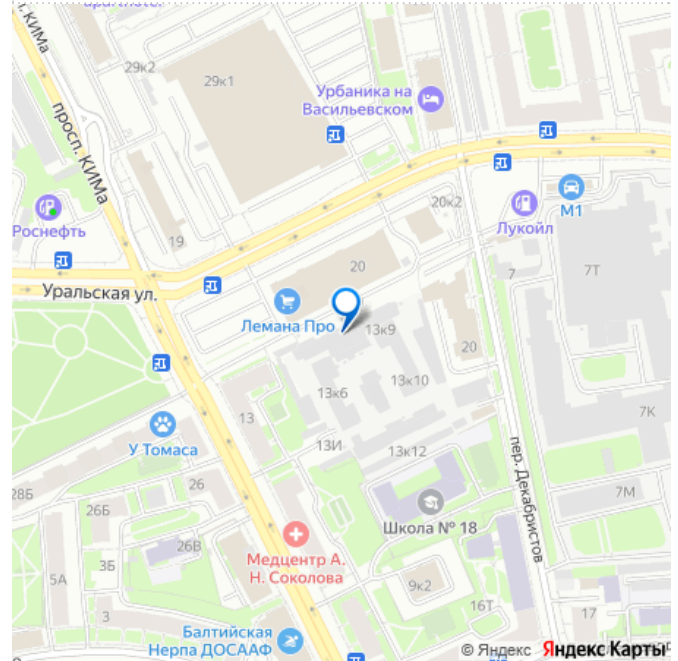 29к2
29к1
Урбаника на
Васильевском
КИМа
просп. КИМа
Роснефть
19
20к2
Лукойл
М1
7
7Т
Уральская ул.
20
Лемана Про
13к9
20
13к6
13к10
13
7К
13И
13к12
У Томаса
пер. Декабристов
28Б
26
7М
26Б
Школа № 18
26В
Медцентр А.
Н. Соколова
5А
3Б
9к2
16Т
3
17
Балтийская
Нерпа ДОСААФ
© Яндекс Яндекс Карты